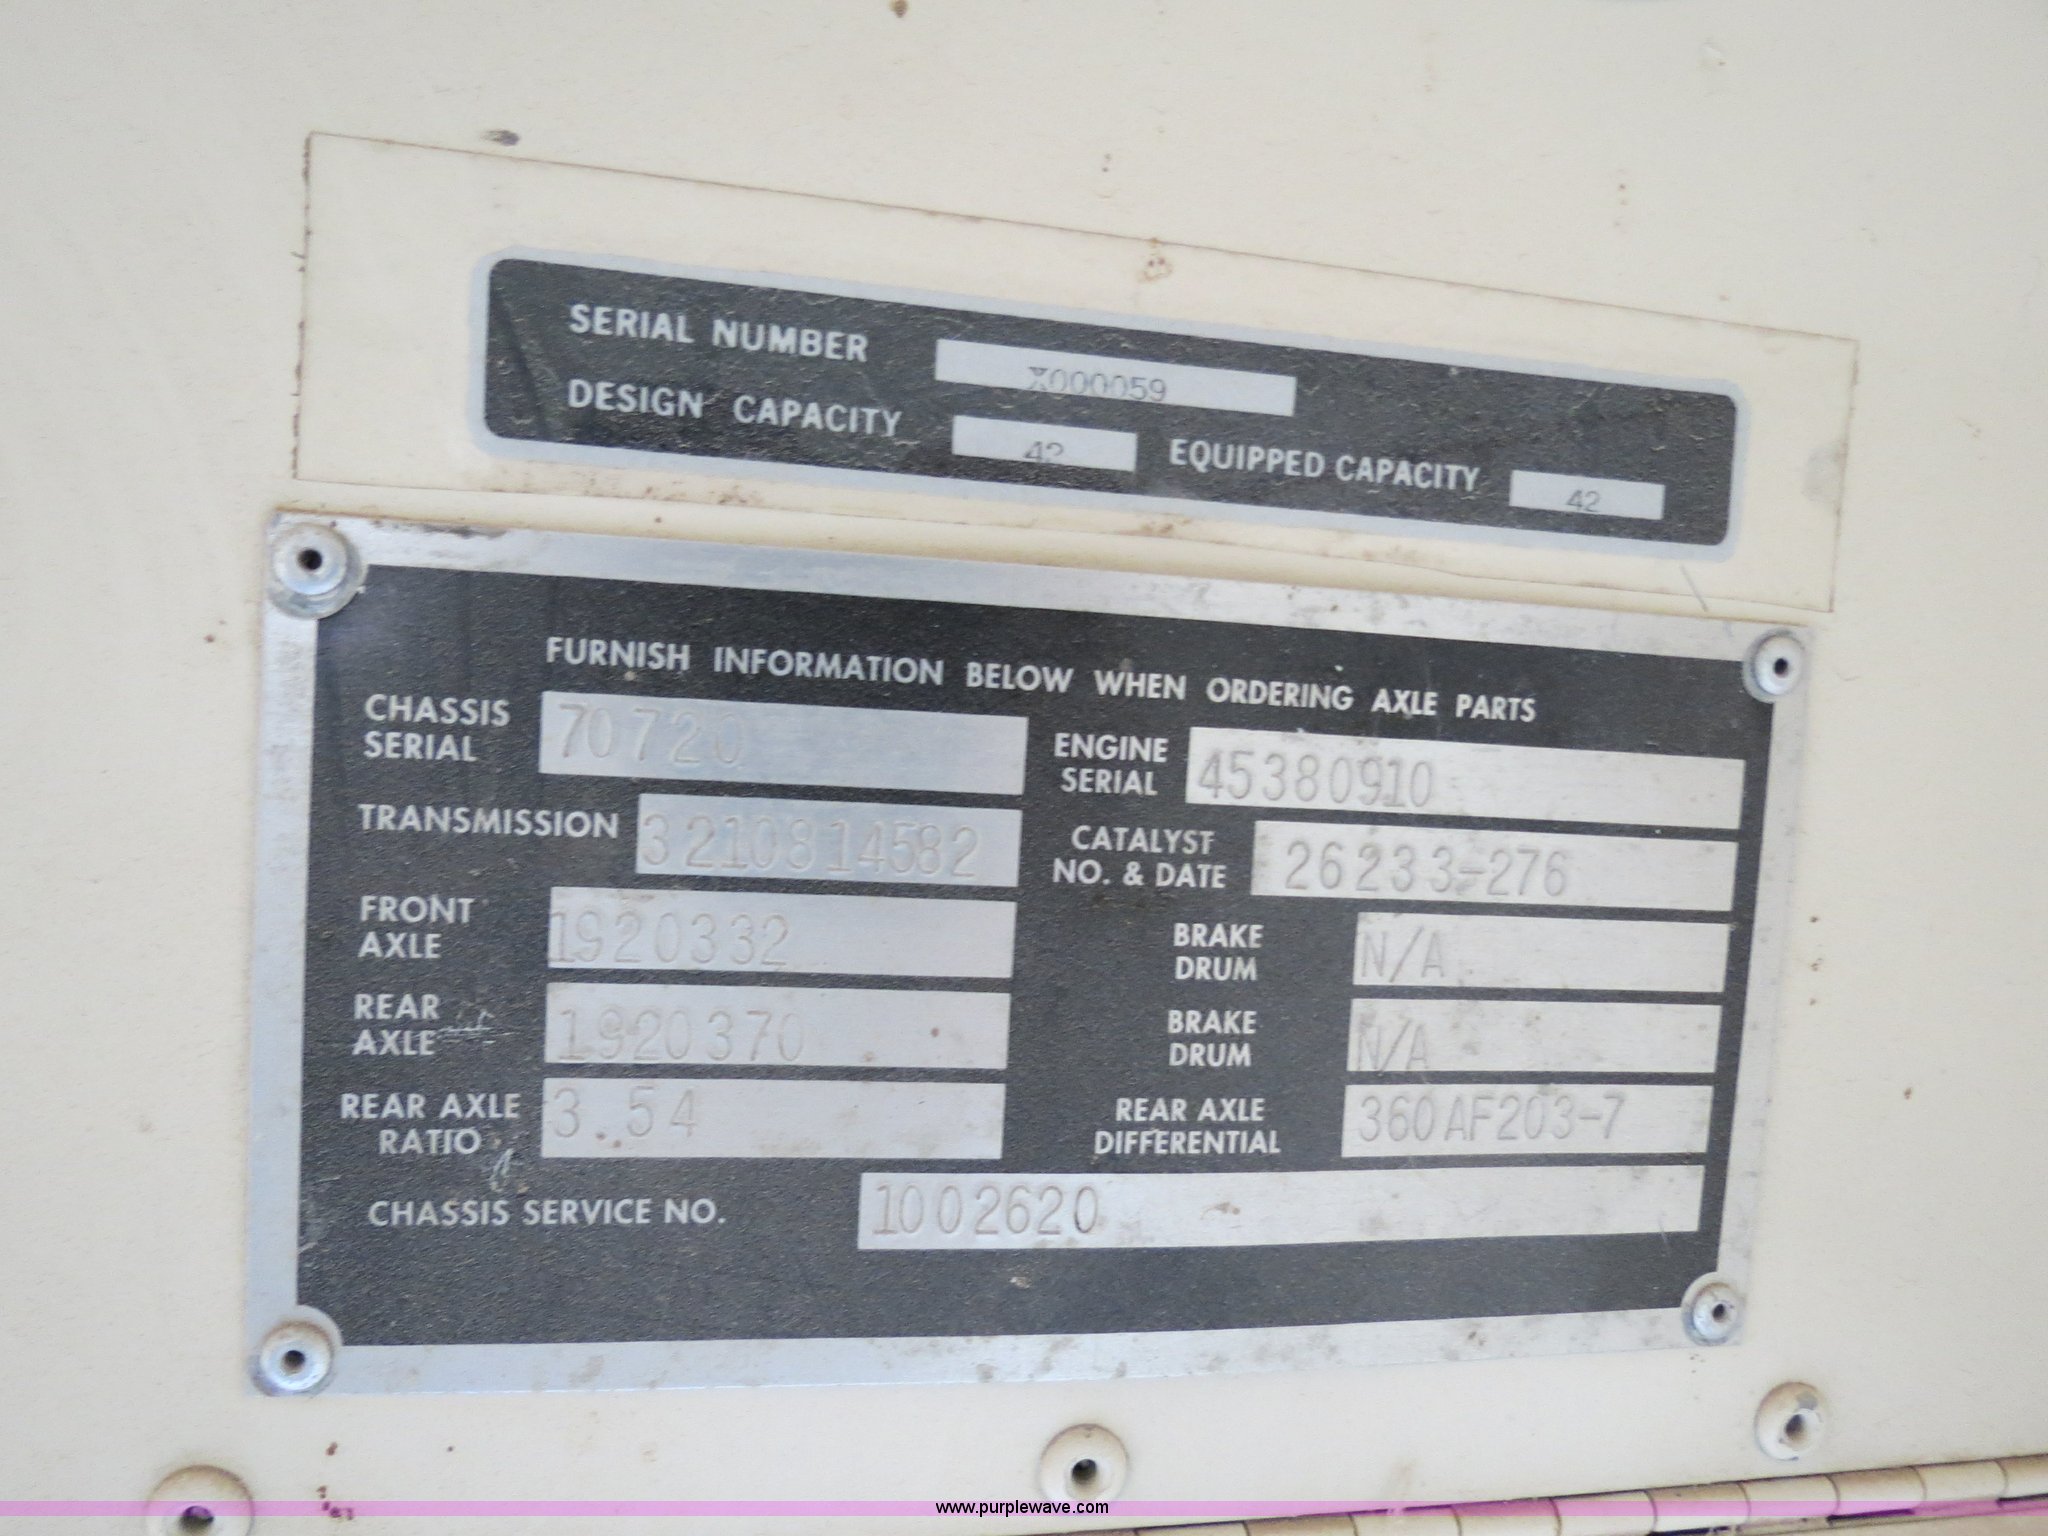 SERIAL NUMBER X000059
DESIGN CAPACITY 42 EQUIPPED CAPACITY 42
FURNISH INFORMATION BELOW WHEN ORDERING AXLE PARTS
CHASSIS SERIAL 70720
ENGINE SERIAL 45380910
TRANSMISSION 3210814582
CATALYST NO. & DATE 26233-276
FRONT AXLE 1920332
BRAKE DRUM N/A
REAR AXLE 1920370
BRAKE DRUM N/A
REAR AXLE RATIO 3.54
REAR AXLE DIFFERENTIAL 360AF203-7
CHASSIS SERVICE NO. 1002620
www.purplewave.com